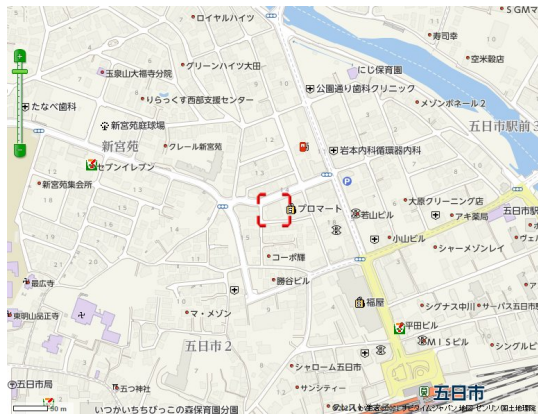 ロイヤルハイツ
SGMマ
寿司幸
グリーンハイツ大田
にじ保育園
空米穀店
玉泉山大福寺分院
公園通り歯科クリニック
たなべ歯科
りらっくす西部支援センター
メゾンボネール2
新宮苑庭球場
五日市駅前3
新宮苑
クレール新宮苑
岩本内科循環器内科
セブンイレブン
新宮苑集会所
プロマート
若山ビル
大原クリーニング店
アキ薬局
五日市駅
小山ビル
シャーメゾンレイ
ヴェ
コーポ輝
最広寺
勝谷ビル
福屋
シグナス中川
サーパス五日市
東明山品正寺
マ・メゾン
平田ビル
五日市2
MISビル
シングルビ
シャローム五日市
五日市局
五つ神社
サンシティー
五日市
50 m
いつかいちちびっこの森保育園分園